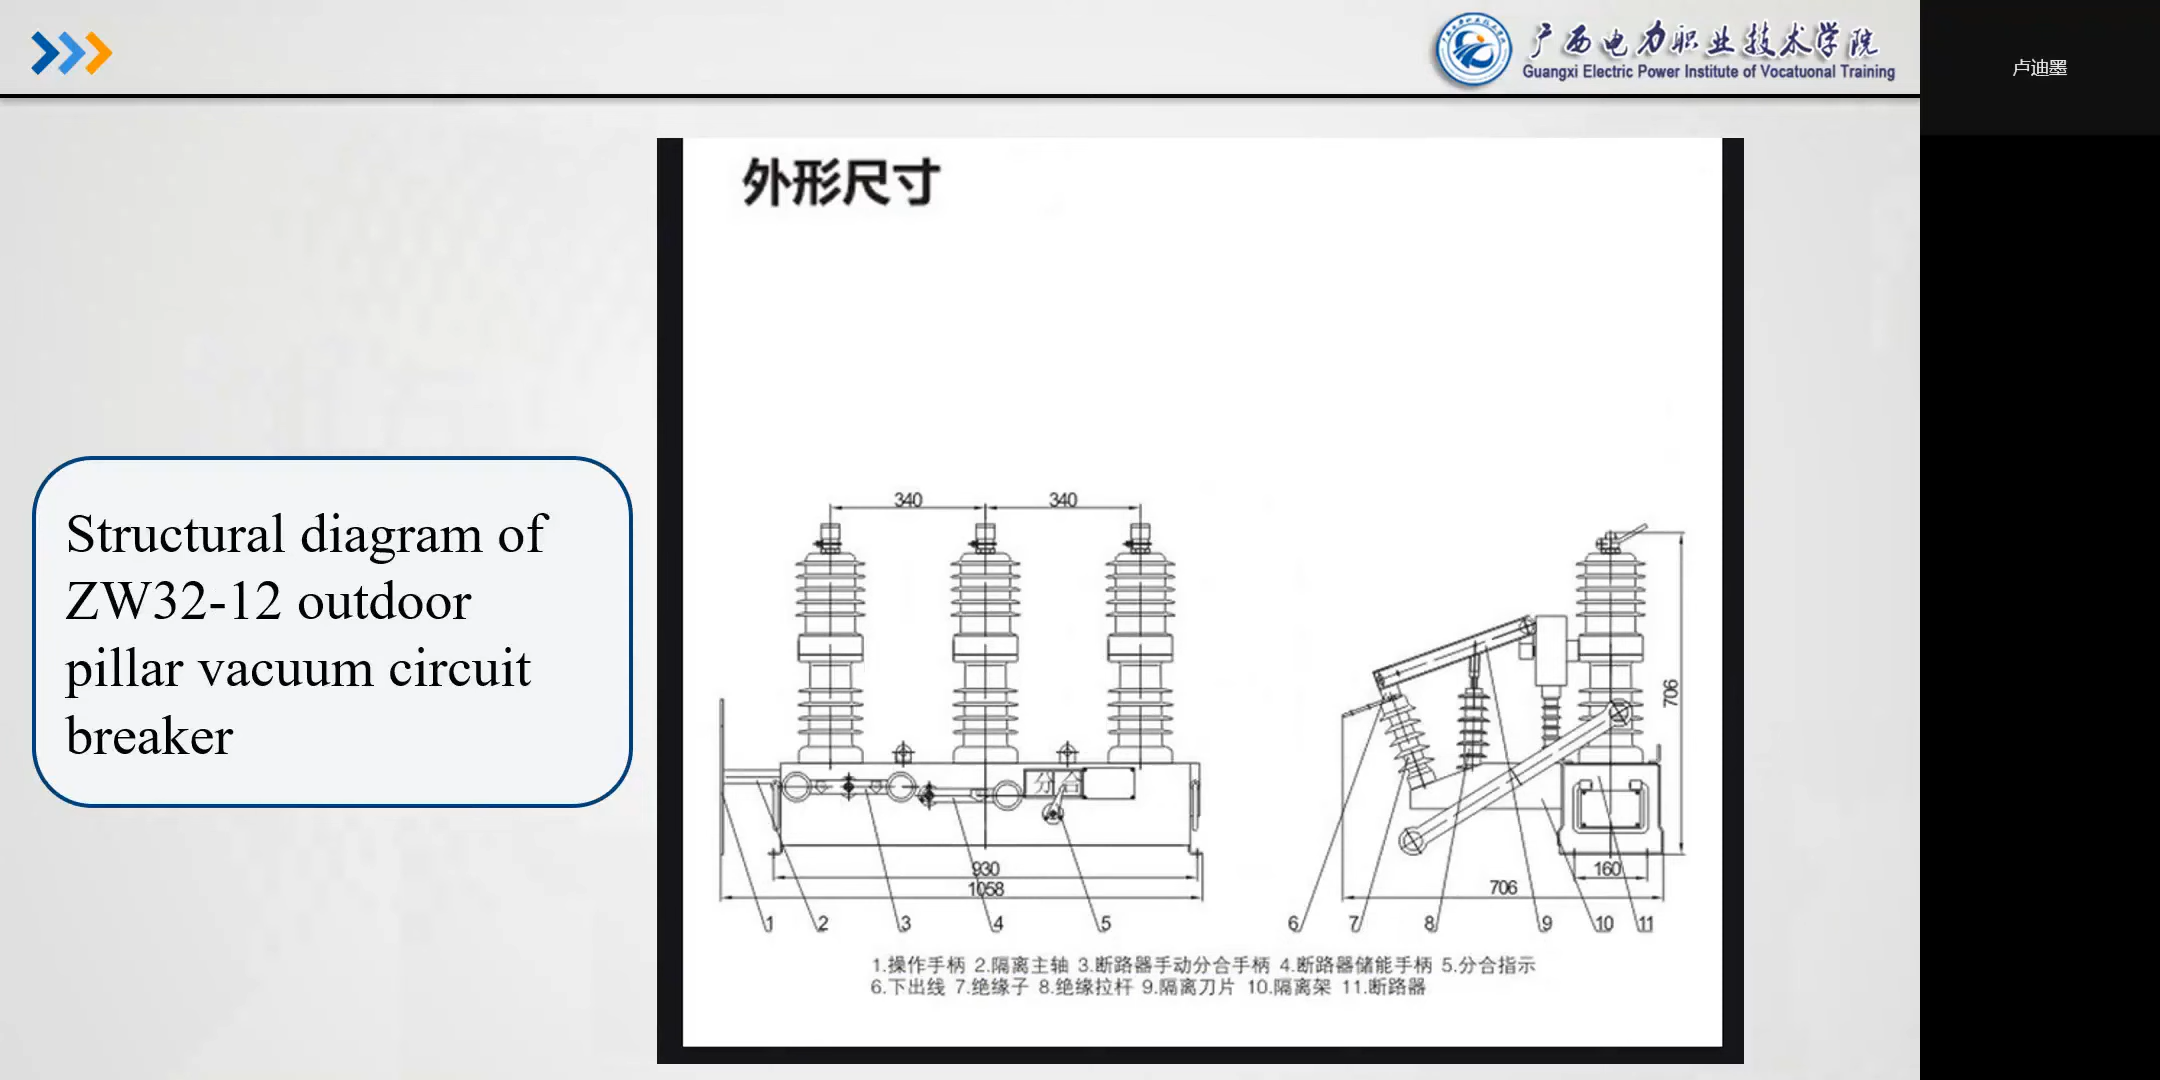 广西电力职业技术学院
Guangxi Electric Power Institute of Vocatuonal Training
卢迪墨
外形尺寸
Structural diagram of
ZW32-12 outdoor
pillar vacuum circuit
breaker
340 340
分 合
930
1058
1 2 3 4 5
706
160
706
6 7 8 9 10 11
1.操作手柄 2.隔离主轴 3.断路器手动分合手柄 4.断路器储能手柄 5.分合指示
6.下出线 7.绝缘子 8.绝缘拉杆 9.隔离刀片 10.隔离架 11.断路器